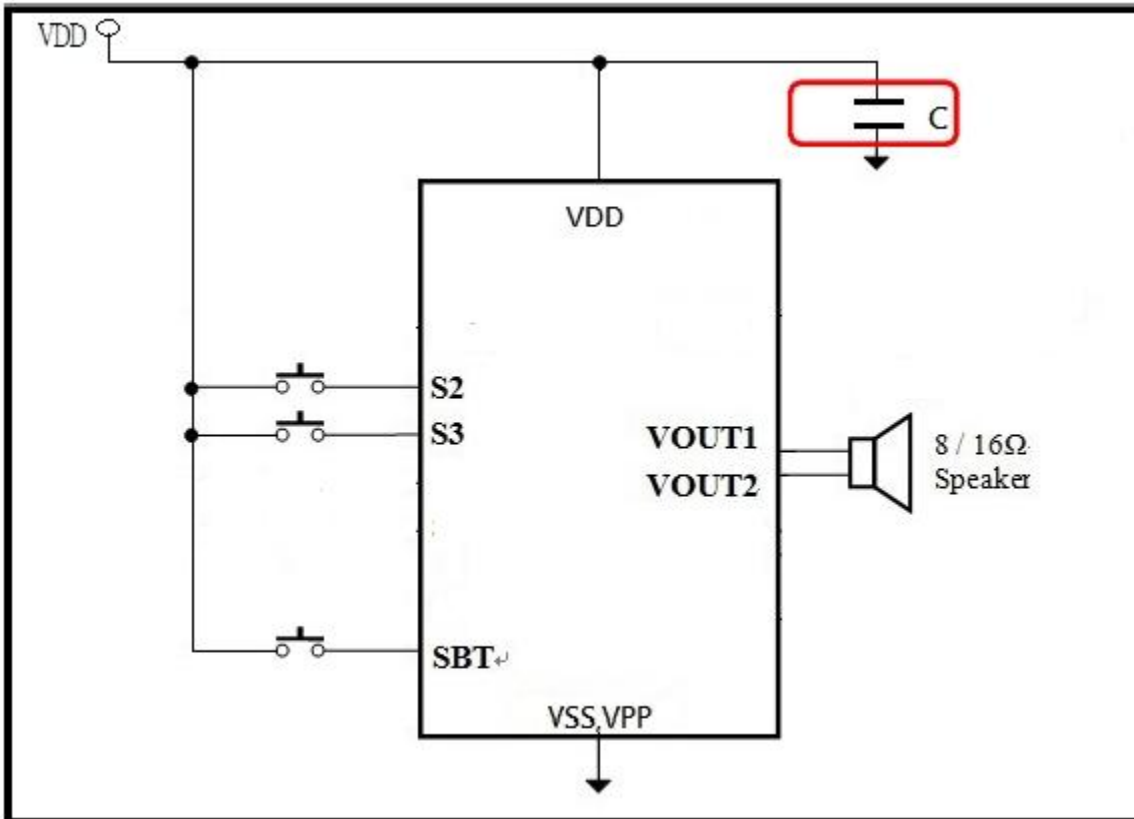 VDD
C
VDD
S2
S3
VOUT1
VOUT2
8 / 16Ω
Speaker
SBT↵
VSS,VPP